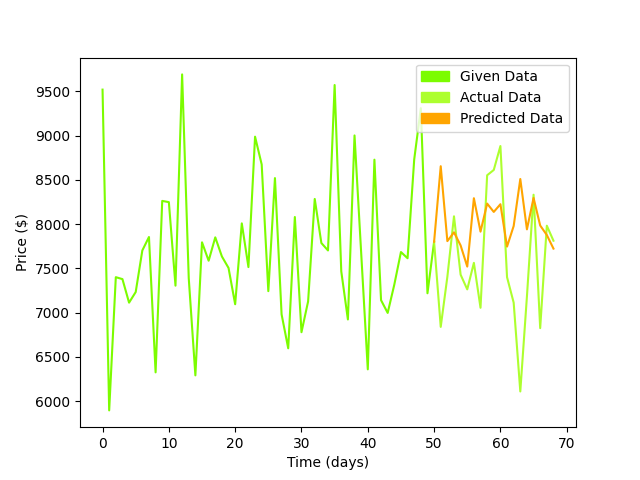 Given Data
Actual Data
Predicted Data
9500
9000
8500
8000
7500
7000
6500
6000
Price ($)
0 10 20 30 40 50 60 70
Time (days)